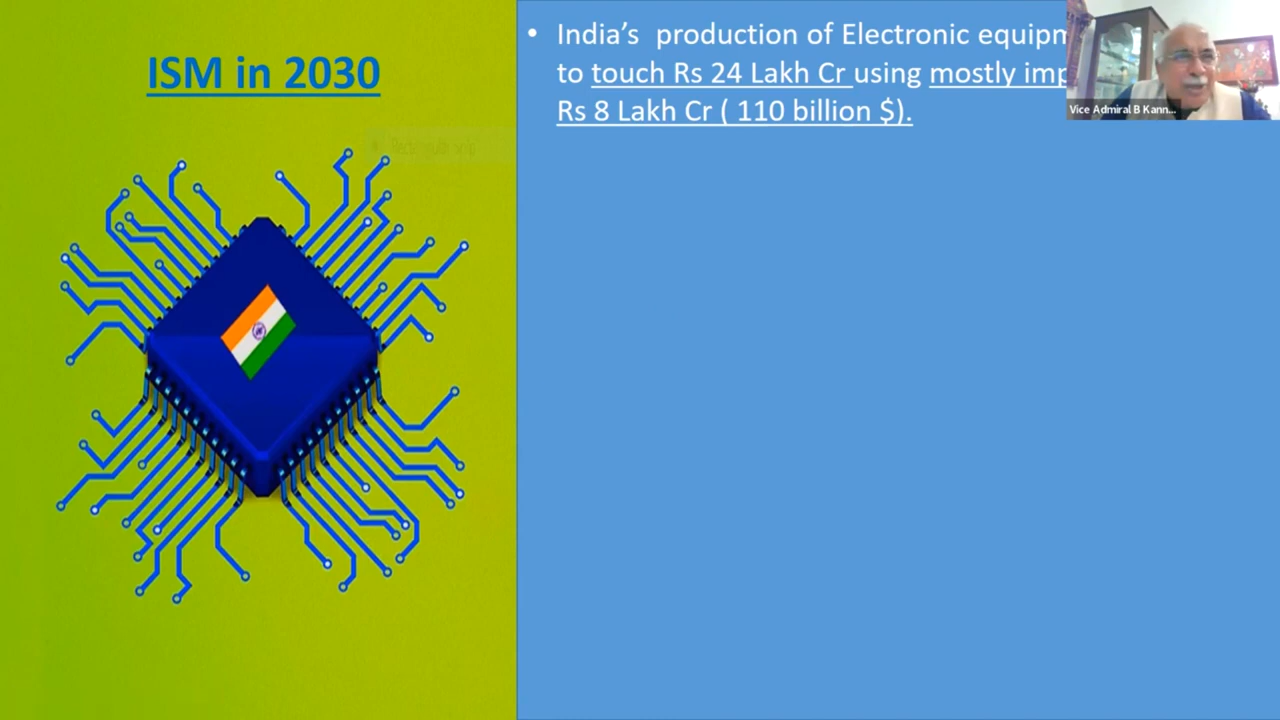 ISM in 2030
• India’s production of Electronic equipm
to touch Rs 24 Lakh Cr using mostly imp
Rs 8 Lakh Cr ( 110 billion $).
Vice Admiral B Kann...